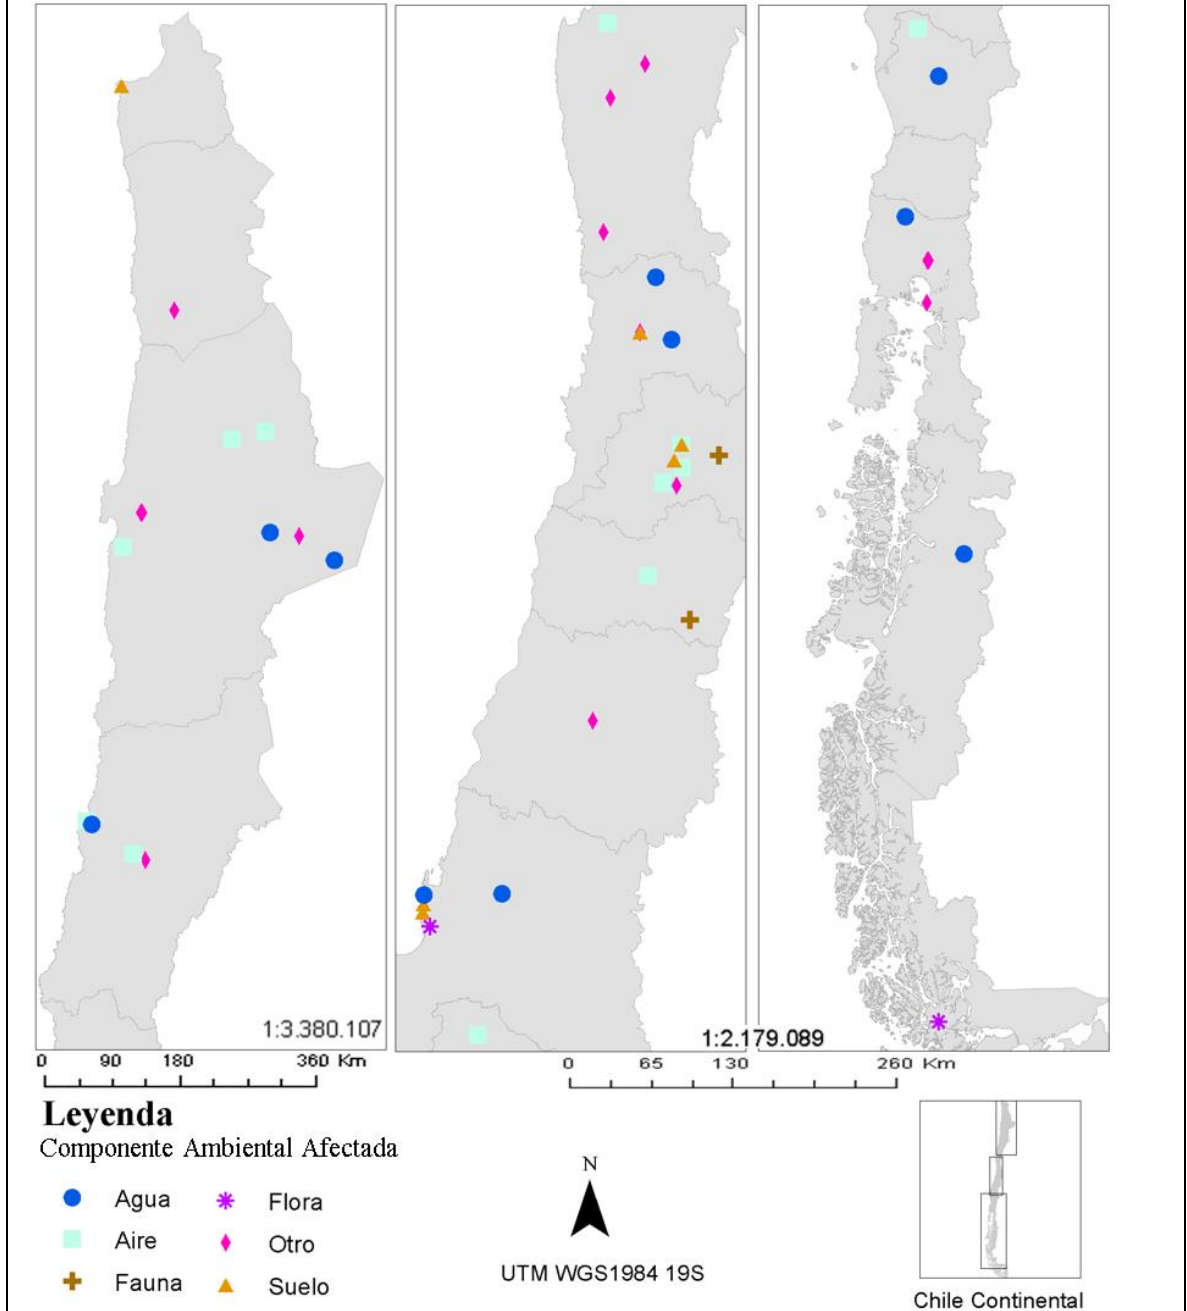 1:3.380.107
1:2.179.089
0 90 180 360 Km
0 65 130 260 Km
Leyenda
Componente Ambiental Afectada
Agua
Flora
Aire
Otro
Fauna
Suelo
N
UTM WGS1984 19S
Chile Continental